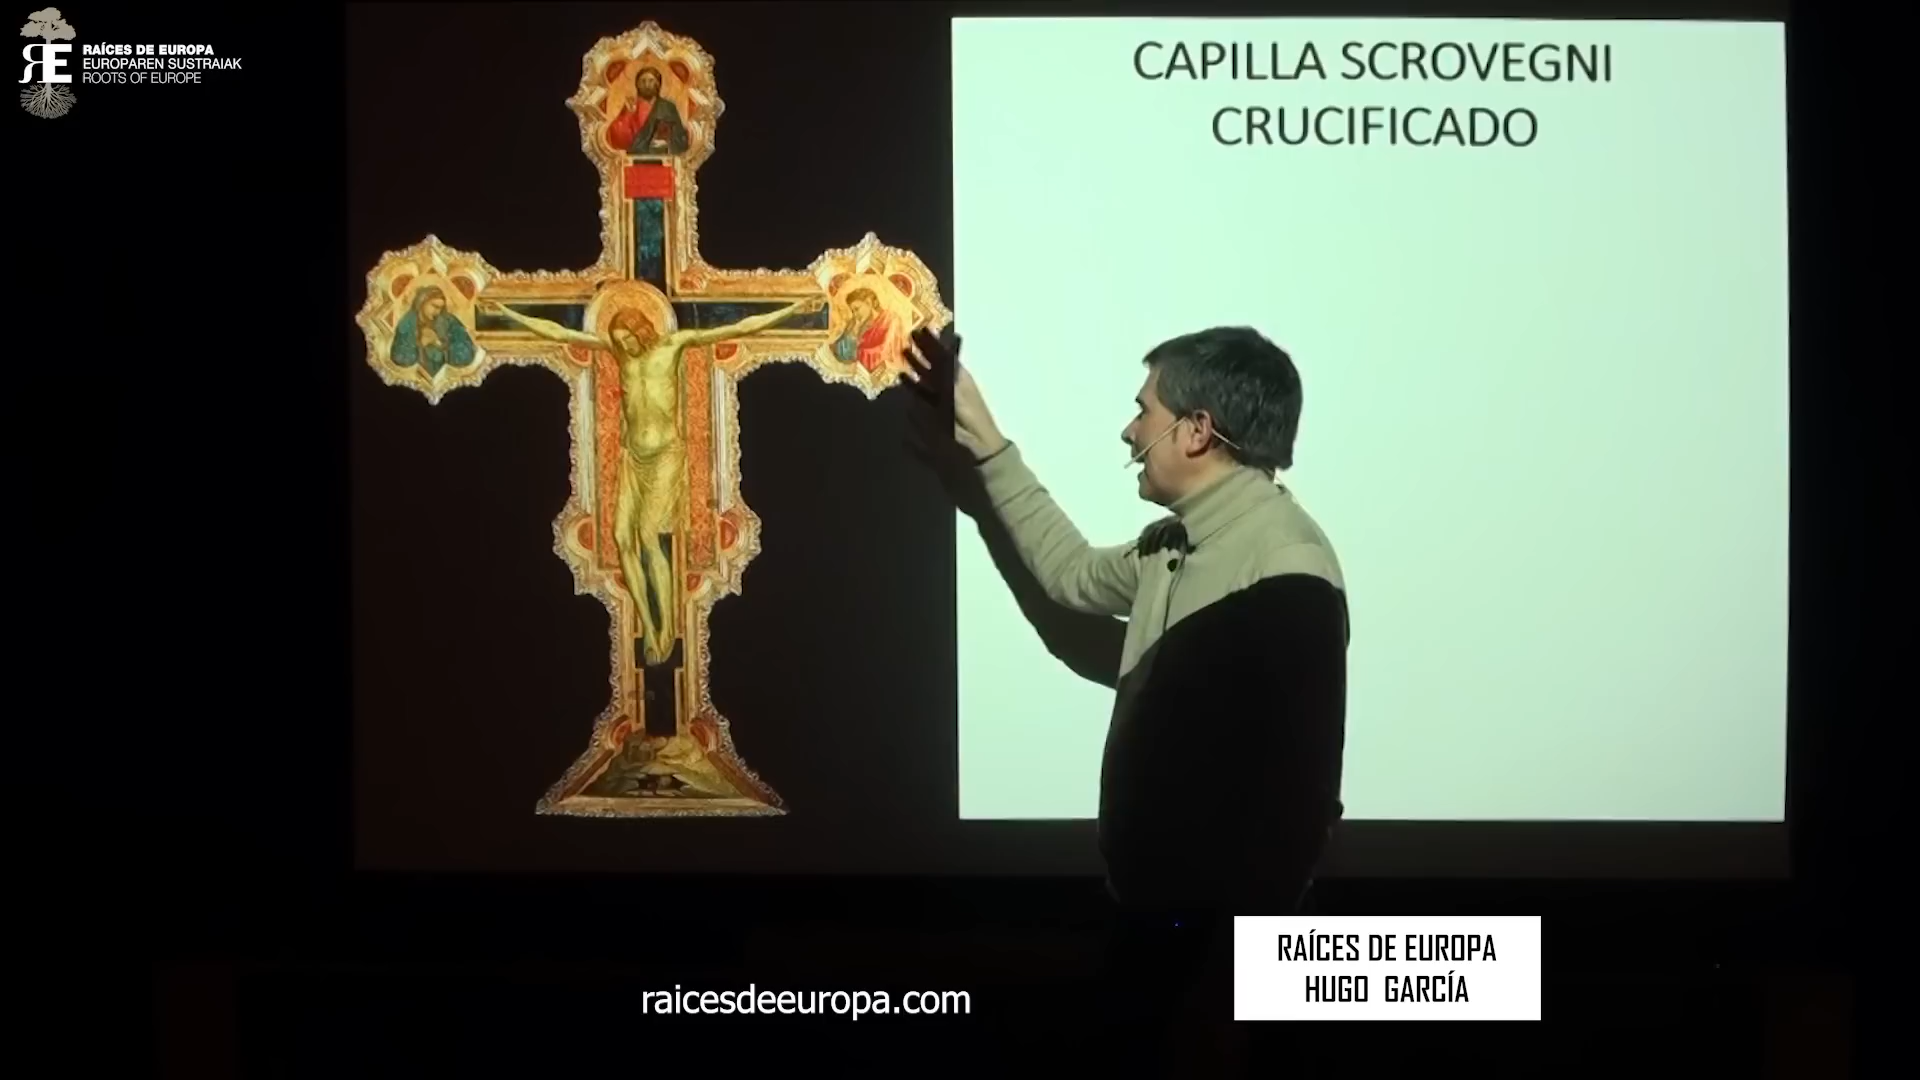 RAÍCES DE EUROPA
EUROPAREN SUSTRAIAK
ROOTS OF EUROPE
CAPILLA SCROVEGNI
CRUCIFICADO
RAÍCES DE EUROPA
HUGO GARCÍA
raicesdeeuropa.com